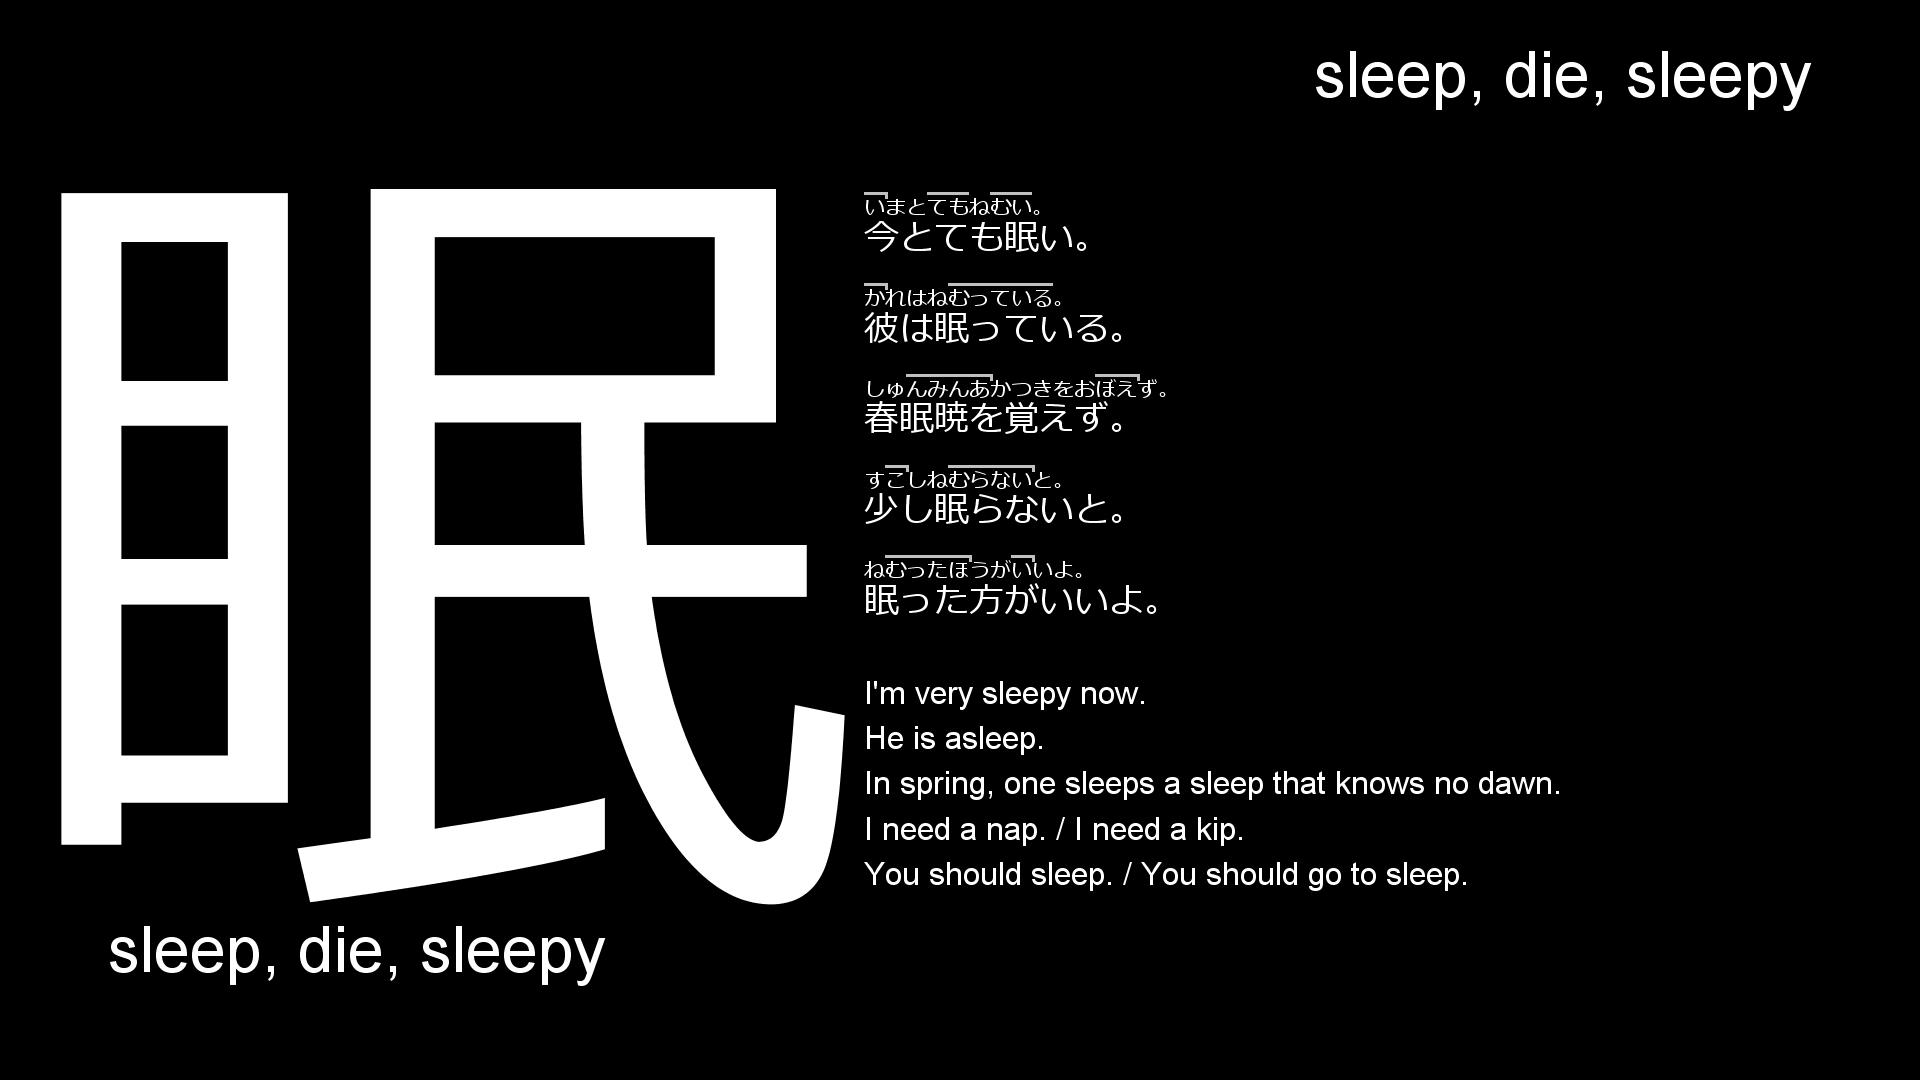 sleep, die, sleepy
眠
いまとてもねむい。
今とても眠い。
かれはねむっている。
彼は眠っている。
しゅんみんあかつきをおぼえず。
春眠暁を覚えず。
すこしねむらないと。
少し眠らないと。
ねむったほうがいいよ。
眠った方がいいよ。
I'm very sleepy now.
He is asleep.
In spring, one sleeps a sleep that knows no dawn.
I need a nap. / I need a kip.
You should sleep. / You should go to sleep.
sleep, die, sleepy